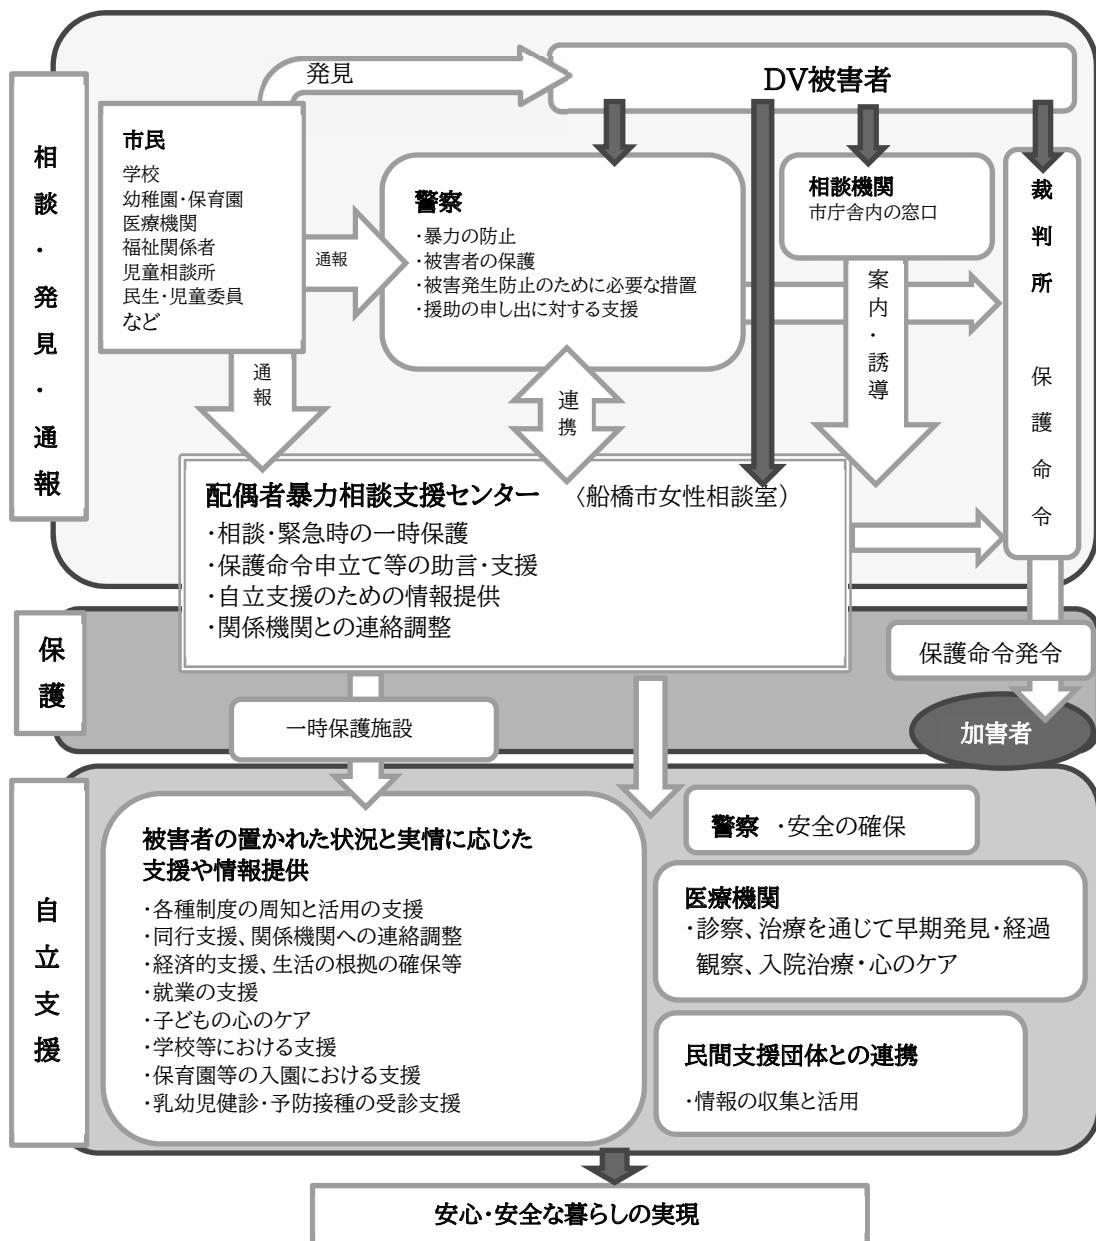 相談・発見・通報
発見
DV被害者
市民
学校
幼稚園・保育園
医療機関
福祉関係者
児童相談所
民生・児童委員
など
通報
警察
・暴力の防止
・被害者の保護
・被害発生防止のために必要な措置
・援助の申し出に対する支援
相談機関
市庁舎内の窓口
裁判所　保護命令
案内・誘導
通報
連携
配偶者暴力相談支援センター　〈船橋市女性相談室〉
・相談・緊急時の一時保護
・保護命令申立て等の助言・支援
・自立支援のための情報提供
・関係機関との連絡調整
保護
保護命令発令
一時保護施設
加害者
自立支援
被害者の置かれた状況と実情に応じた
支援や情報提供
・各種制度の周知と活用の支援
・同行支援、関係機関への連絡調整
・経済的支援、生活の根拠の確保等
・就業の支援
・子どもの心のケア
・学校等における支援
・保育園等の入園における支援
・乳幼児健診・予防接種の受診支援
警察　・安全の確保
医療機関
・診察、治療を通じて早期発見・経過
観察、入院治療・心のケア
民間支援団体との連携
・情報の収集と活用
安心・安全な暮らしの実現